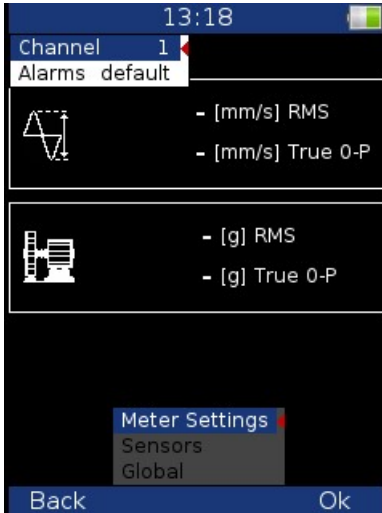 13:18
Channel 1
Alarms default
- [mm/s] RMS
- [mm/s] True 0-P
- [g] RMS
- [g] True 0-P
Meter Settings
Sensors
Global
Back Ok